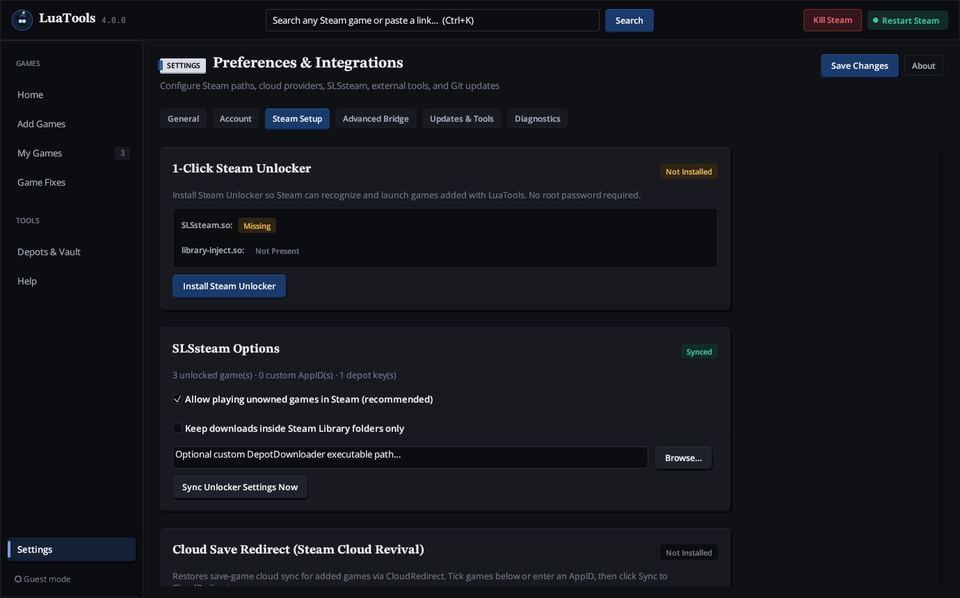 LuaTools 4.0.0
Search any Steam game or paste a link... (Ctrl+K)
Search
Kill Steam
Restart Steam
GAMES
Home
Add Games
My Games 3
Game Fixes
TOOLS
Depots & Vault
Help
Settings
Guest mode
SETTINGS
Preferences & Integrations
Configure Steam paths, cloud providers, SLSsteam, external tools, and Git updates
Save Changes
About
General
Account
Steam Setup
Advanced Bridge
Updates & Tools
Diagnostics
1-Click Steam Unlocker
Not Installed
Install Steam Unlocker so Steam can recognize and launch games added with LuaTools. No root password required.
SLSsteam.so: Missing
library-inject.so: Not Present
Install Steam Unlocker
SLSsteam Options
Synced
3 unlocked game(s) · 0 custom AppID(s) · 1 depot key(s)
Allow playing unowned games in Steam (recommended)
Keep downloads inside Steam Library folders only
Optional custom DepotDownloader executable path...
Browse...
Sync Unlocker Settings Now
Cloud Save Redirect (Steam Cloud Revival)
Not Installed
Restores save-game cloud sync for added games via CloudRedirect. Tick games below or enter an AppID, then click Sync to